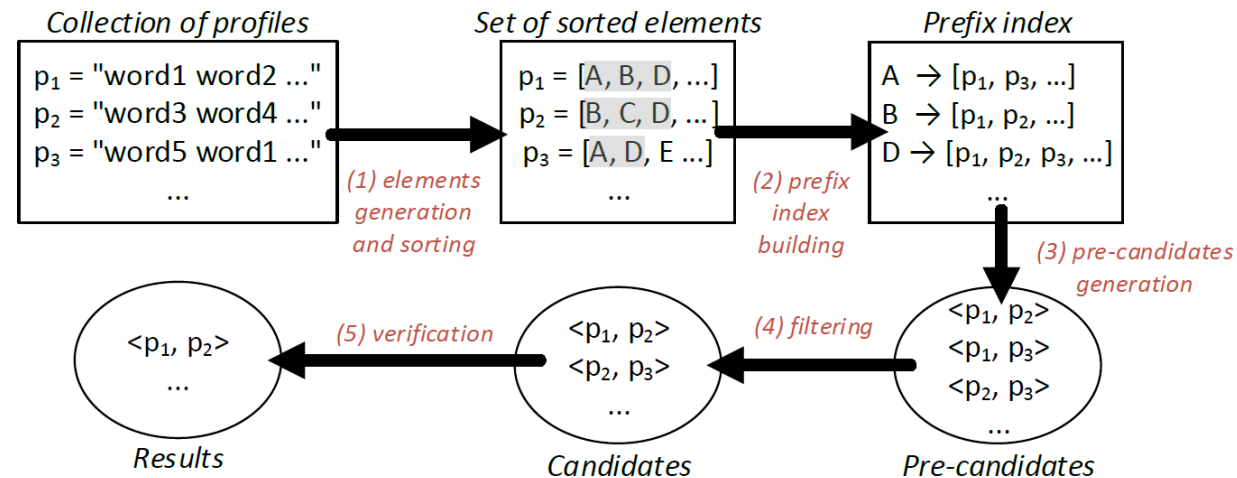 Collection of profiles
p₁ = "word1 word2 ..."
p₂ = "word3 word4 ..."
p₃ = "word5 word1 ..."
...
(1) elements
generation
and sorting
Set of sorted elements
p₁ = [A, B, D, ...]
p₂ = [B, C, D, ...]
p₃ = [A, D, E ...]
...
(2) prefix
index
building
Prefix index
A → [p₁, p₃, ...]
B → [p₁, p₂, ...]
D → [p₁, p₂, p₃, ...]
...
(3) pre-candidates
generation
<p₁, p₂>
<p₁, p₃>
<p₂, p₃>
...
Pre-candidates
(4) filtering
<p₁, p₂>
<p₂, p₃>
...
Candidates
(5) verification
<p₁, p₂>
...
Results